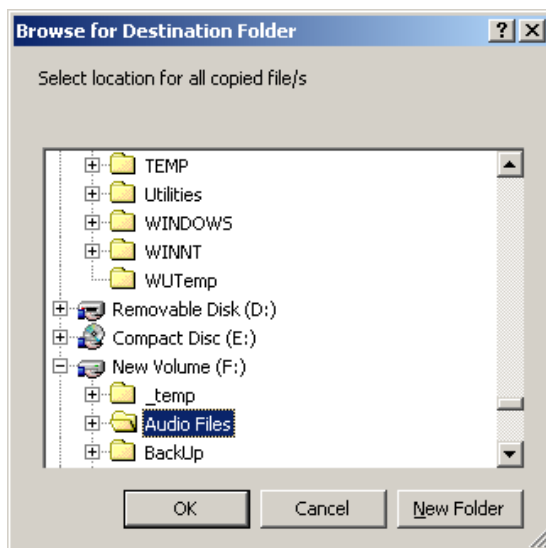 Browse for Destination Folder
Select location for all copied file/s
TEMP
Utilities
WINDOWS
WINNT
WUTemp
Removable Disk (D:)
Compact Disc (E:)
New Volume (F:)
_temp
Audio Files
BackUp
OK Cancel New Folder